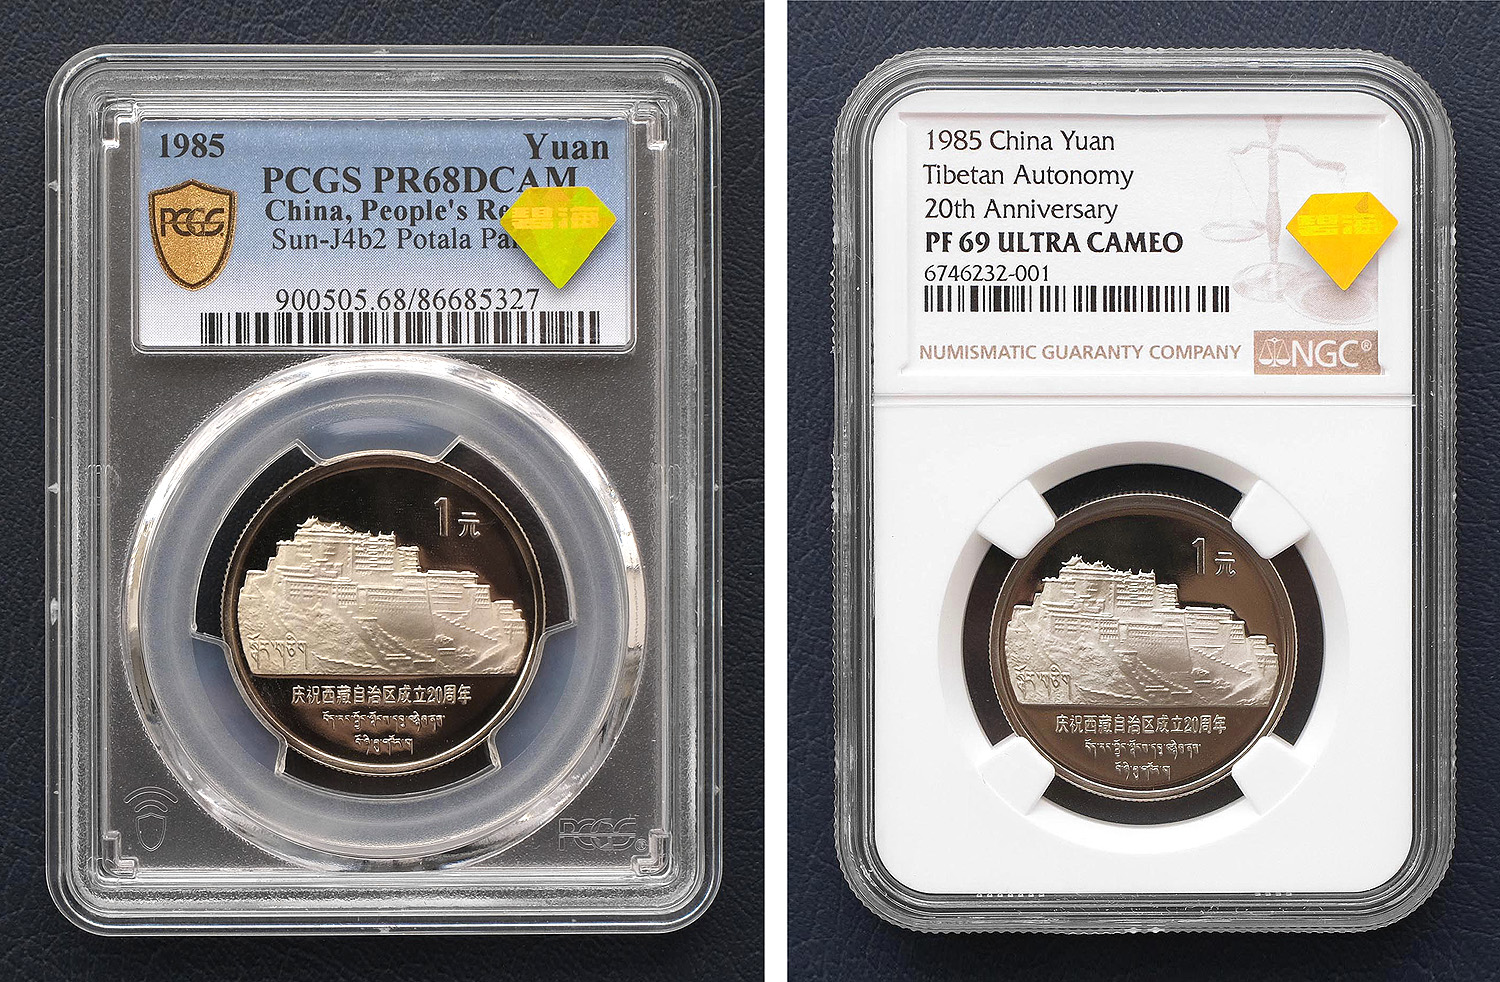 1985 Yuan
PCGS PR68DCAM
China, People's Re
Sun-J4b2 Potala Pa
PCGS
900505.68/86685327
碧海
1元
庆祝西藏自治区成立20周年
PCGS
1985 China Yuan
Tibetan Autonomy
20th Anniversary
PF 69 ULTRA CAMEO
6746232-001
碧海
NUMISMATIC GUARANTY COMPANY NGC®
1元
庆祝西藏自治区成立20周年